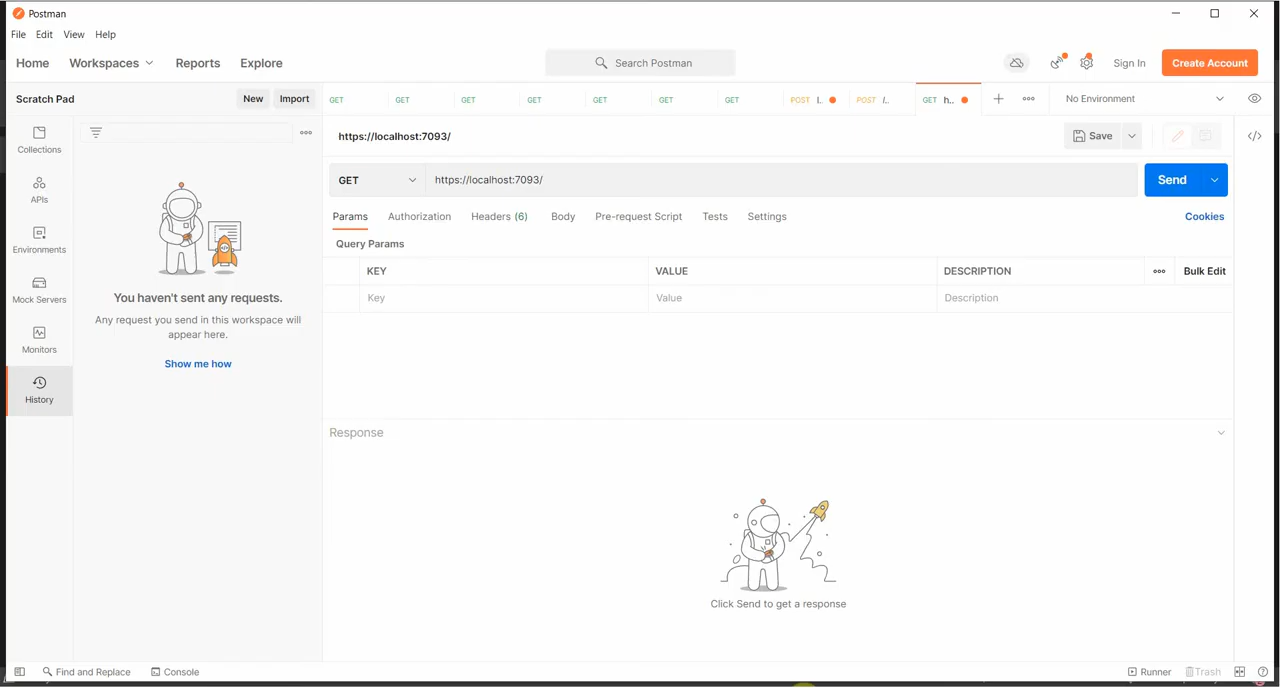 Postman
File Edit View Help
Home Workspaces Reports Explore Search Postman Sign In Create Account
Scratch Pad New Import GET GET GET GET GET GET GET POST l.. POST /.. GET h.. No Environment
Collections
APIs
Environments
Mock Servers
Monitors
History
You haven't sent any requests.
Any request you send in this workspace will
appear here.
Show me how
https://localhost:7093/ Save
GET https://localhost:7093/ Send
Params Authorization Headers (6) Body Pre-request Script Tests Settings Cookies
Query Params
KEY VALUE DESCRIPTION Bulk Edit
Key Value Description
Response
Click Send to get a response
Find and Replace Console Runner Trash